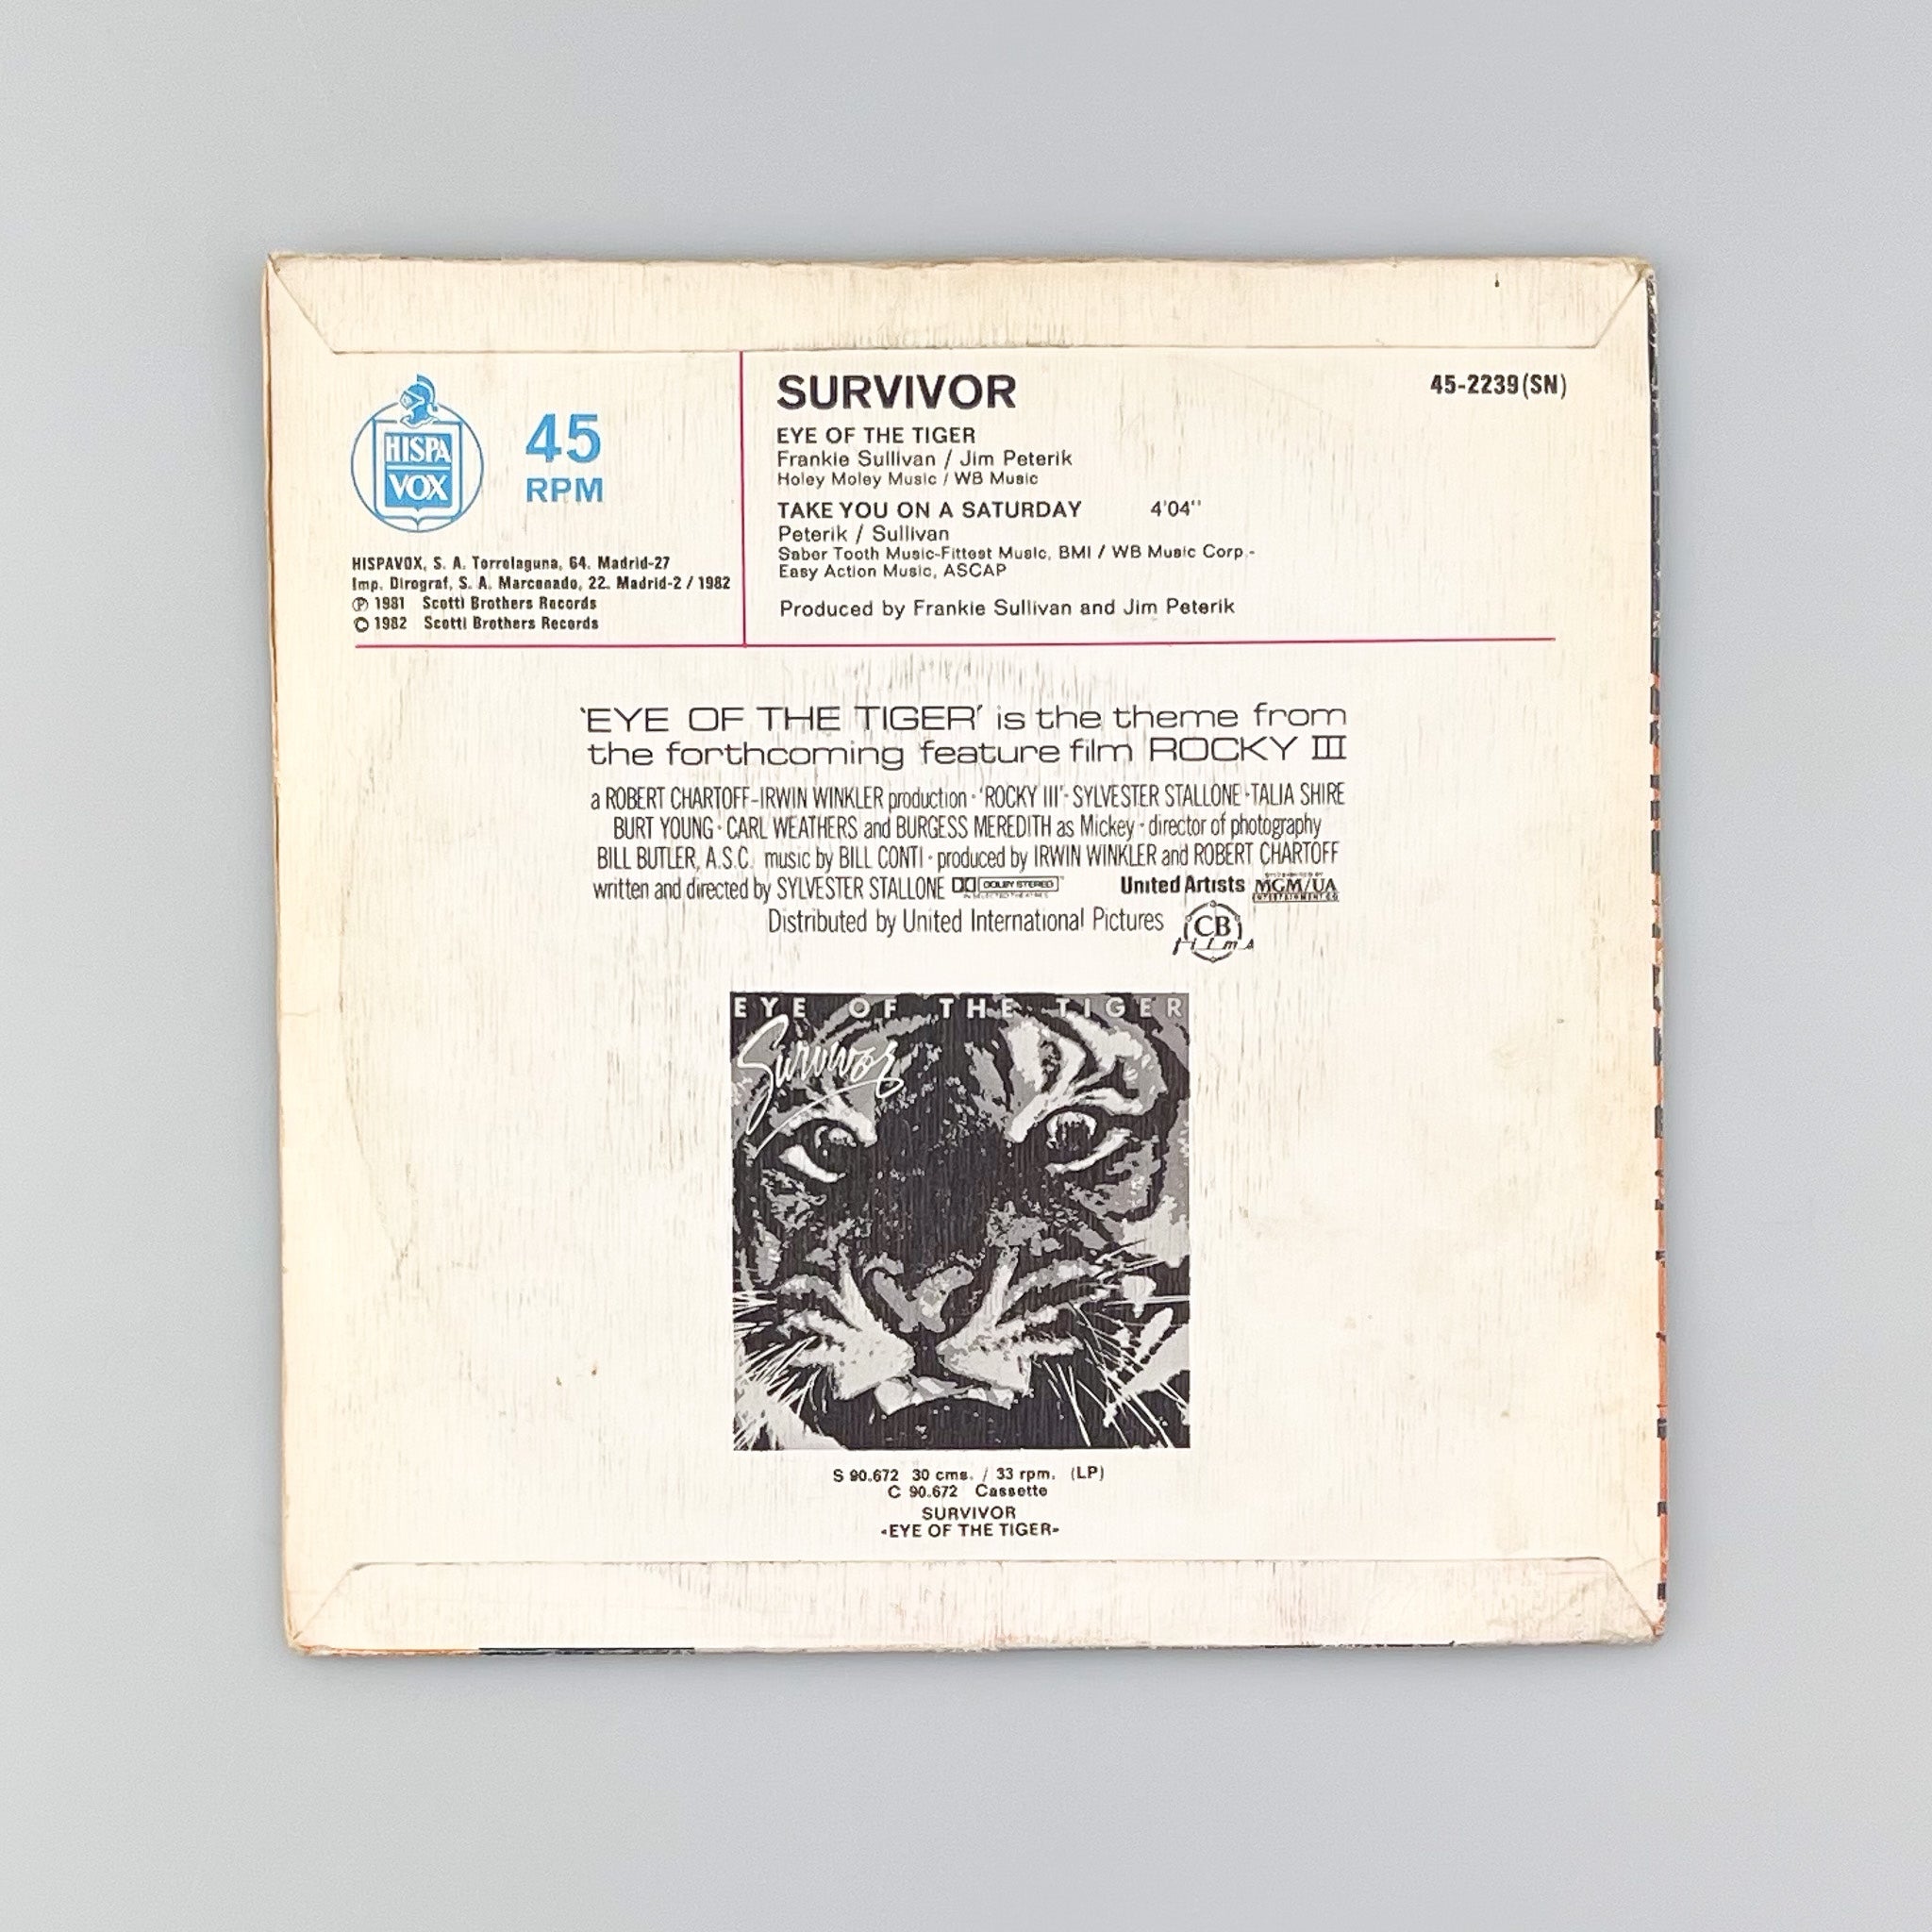 HISPA
VOX
45
RPM
HISPAVOX, S. A. Torrelaguna, 64. Madrid-27
Imp. Dirograf, S. A. Marcenado, 22. Madrid-2 / 1982
Ⓟ 1981 Scotti Brothers Records
© 1982 Scotti Brothers Records
SURVIVOR
45-2239(SN)
EYE OF THE TIGER
Frankie Sullivan / Jim Peterik
Holey Moley Music / WB Music
TAKE YOU ON A SATURDAY 4'04''
Peterik / Sullivan
Saber Tooth Music-Fittest Music, BMI / WB Music Corp.-
Easy Action Music, ASCAP
Produced by Frankie Sullivan and Jim Peterik
'EYE OF THE TIGER' is the theme from
the forthcoming feature film ROCKY III
a ROBERT CHARTOFF-IRWIN WINKLER production · 'ROCKY III' · SYLVESTER STALLONE · TALIA SHIRE
BURT YOUNG · CARL WEATHERS and BURGESS MEREDITH as Mickey · director of photography
BILL BUTLER, A.S.C. music by BILL CONTI · produced by IRWIN WINKLER and ROBERT CHARTOFF
written and directed by SYLVESTER STALLONE DOLBY STEREO United Artists MGM/UA
IN SELECTED THEATRES ENTERTAINMENT CO
Distributed by United International Pictures CB
films
EYE OF THE TIGER
Survivor
S 90.672 30 cms. / 33 rpm. (LP)
C 90.672 Cassette
SURVIVOR
«EYE OF THE TIGER»